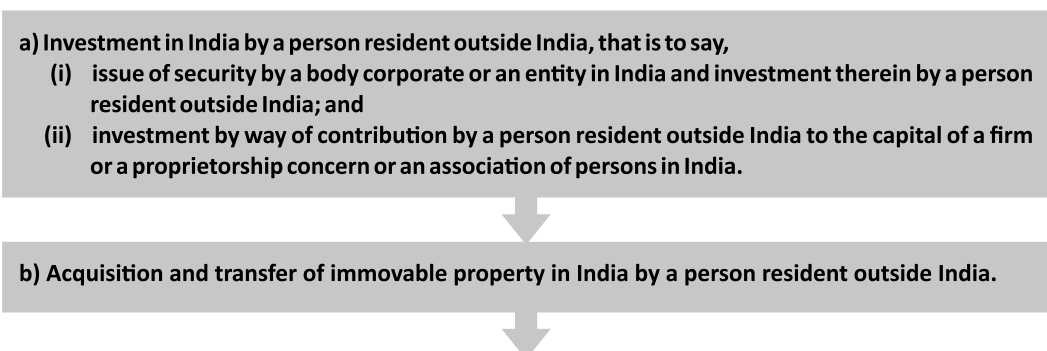 a) Investment in India by a person resident outside India, that is to say,
(i) issue of security by a body corporate or an entity in India and investment therein by a person
resident outside India; and
(ii) investment by way of contribution by a person resident outside India to the capital of a firm
or a proprietorship concern or an association of persons in India.
b) Acquisition and transfer of immovable property in India by a person resident outside India.